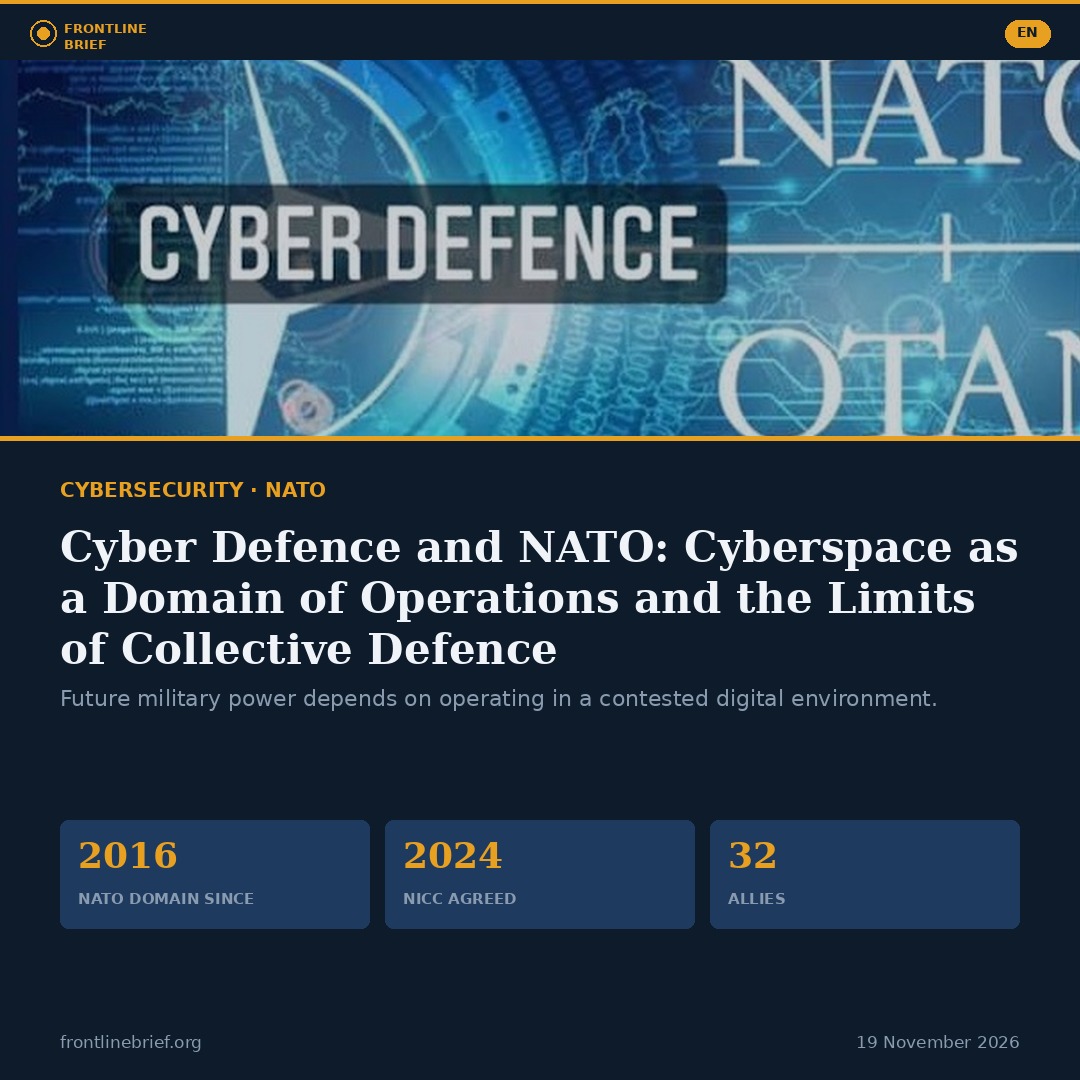 FRONTLINE
BRIEF
EN
NATO
CYBER DEFENCE
OTAN
CYBERSECURITY · NATO
Cyber Defence and NATO: Cyberspace as
a Domain of Operations and the Limits
of Collective Defence
Future military power depends on operating in a contested digital environment.
2016
NATO DOMAIN SINCE
2024
NICC AGREED
32
ALLIES
frontlinebrief.org
19 November 2026